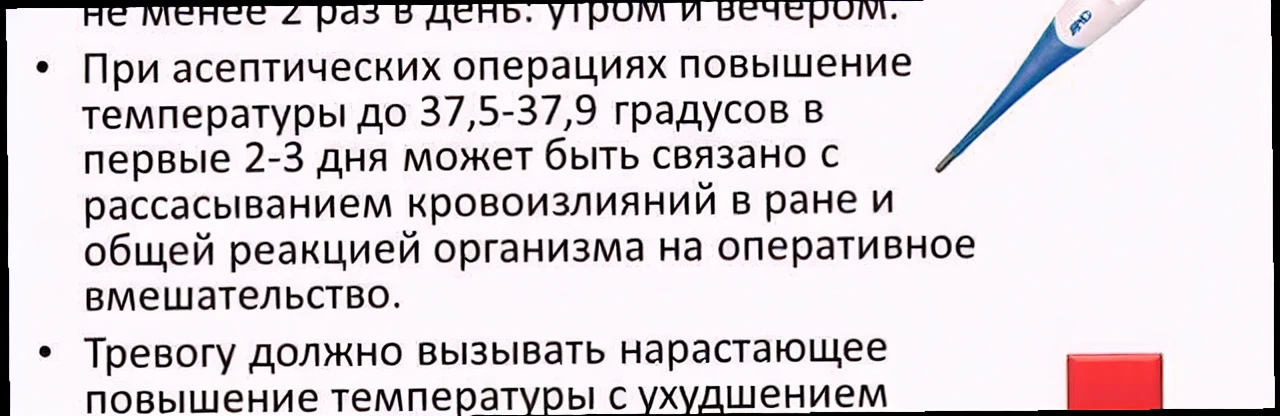 не менее 2 раз в день: утром и вечером.
• При асептических операциях повышение
температуры до 37,5-37,9 градусов в
первые 2-3 дня может быть связано с
рассасыванием кровоизлияний в ране и
общей реакцией организма на оперативное
вмешательство.
• Тревогу должно вызывать нарастающее
повышение температуры с ухудшением
AND